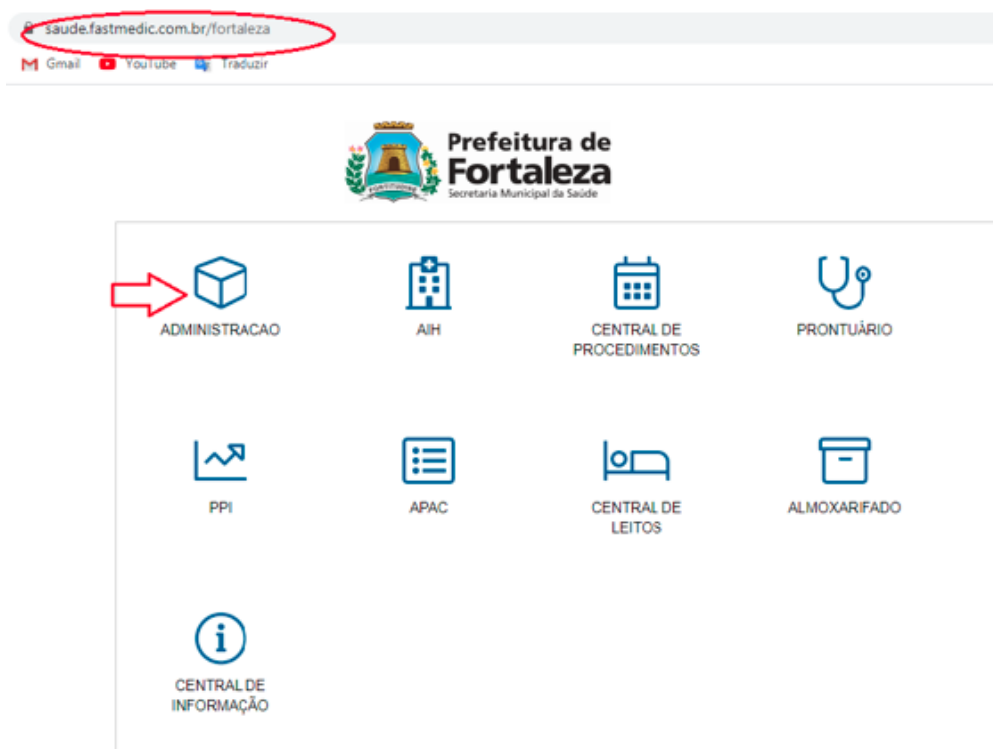 saude.fastmedic.com.br/fortaleza
Gmail YouTube Traduzir
Prefeitura de
Fortaleza
Secretaria Municipal da Saúde
FORTITUDINE
ADMINISTRACAO AIH CENTRAL DE PROCEDIMENTOS PRONTUÁRIO
PPI APAC CENTRAL DE LEITOS ALMOXARIFADO
CENTRAL DE
INFORMAÇÃO